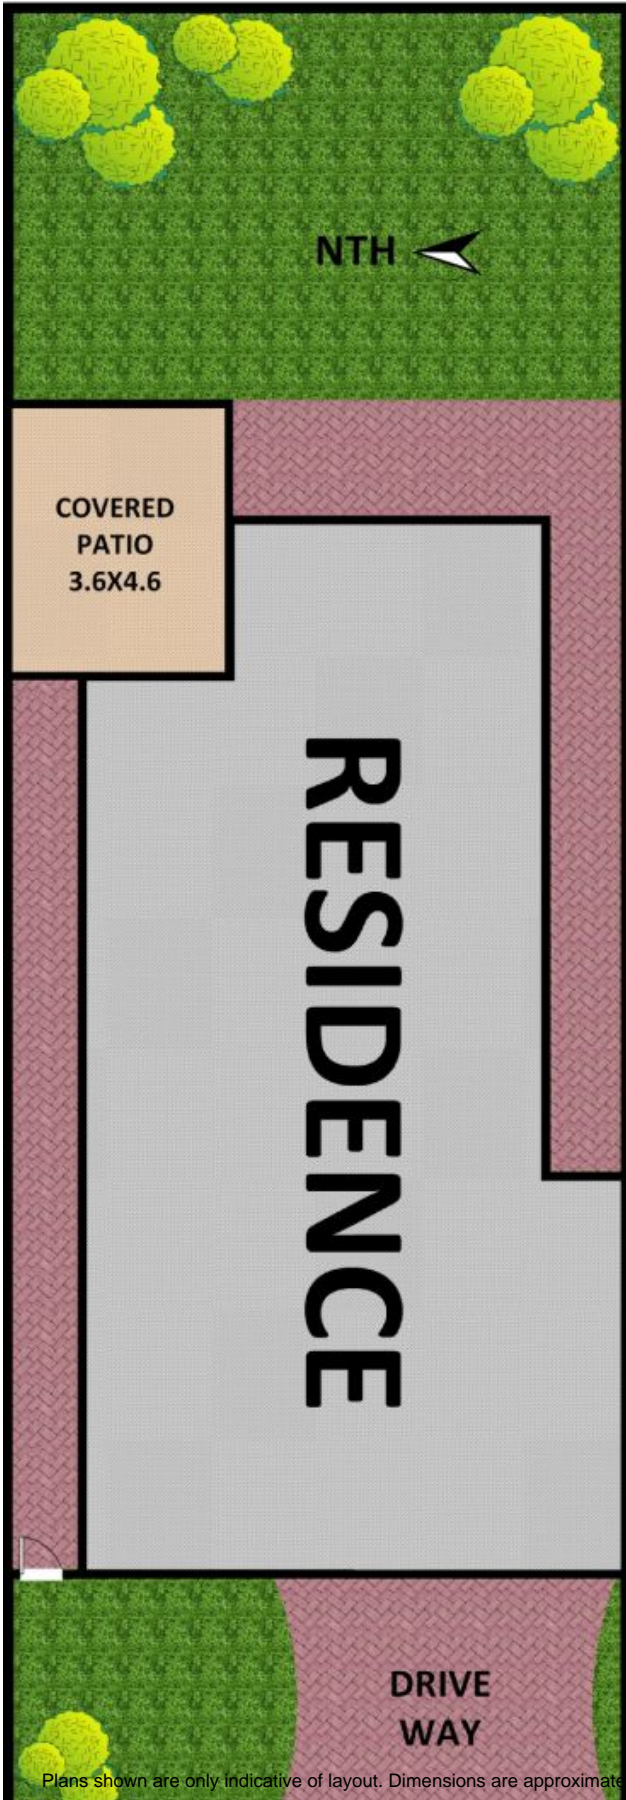 NTH
COVERED
PATIO
3.6X4.6
RESIDENCE
DRIVE
WAY
Plans shown are only indicative of layout. Dimensions are approximate